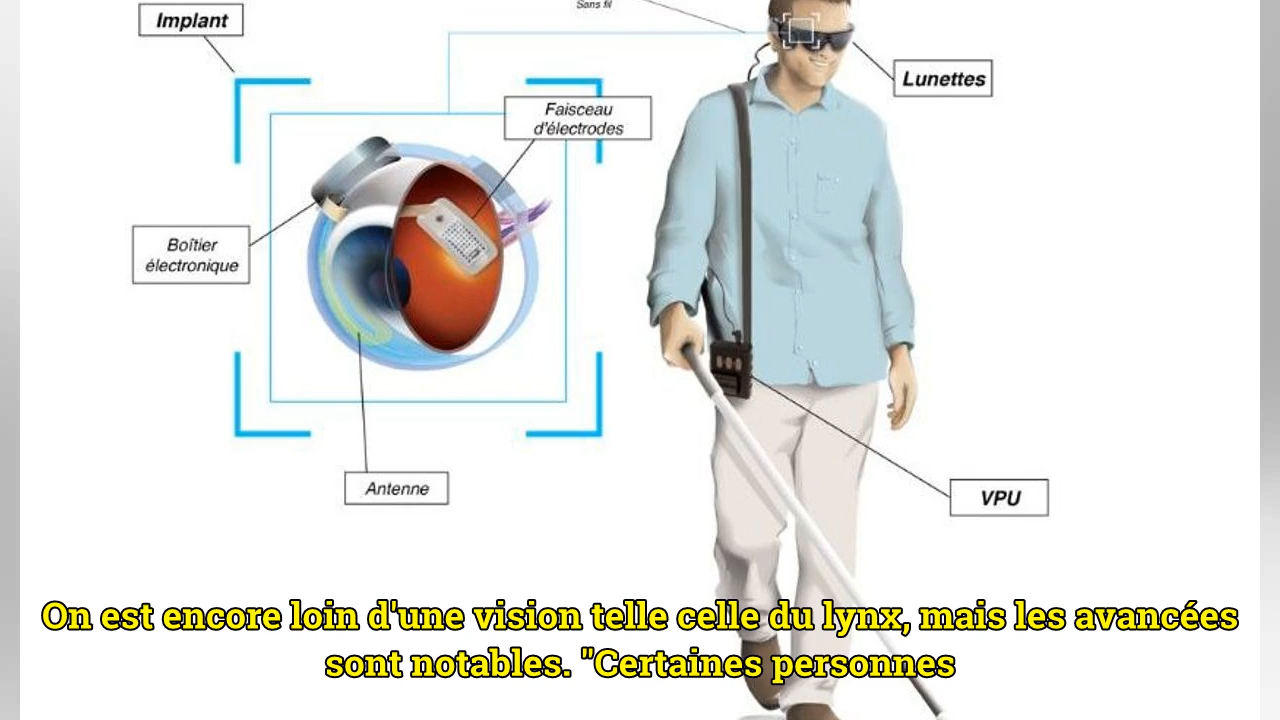 Sans fil
Implant
Lunettes
Faisceau
d'électrodes
Boîtier
électronique
Antenne
VPU
On est encore loin d'une vision telle celle du lynx, mais les avancées
sont notables. "Certaines personnes